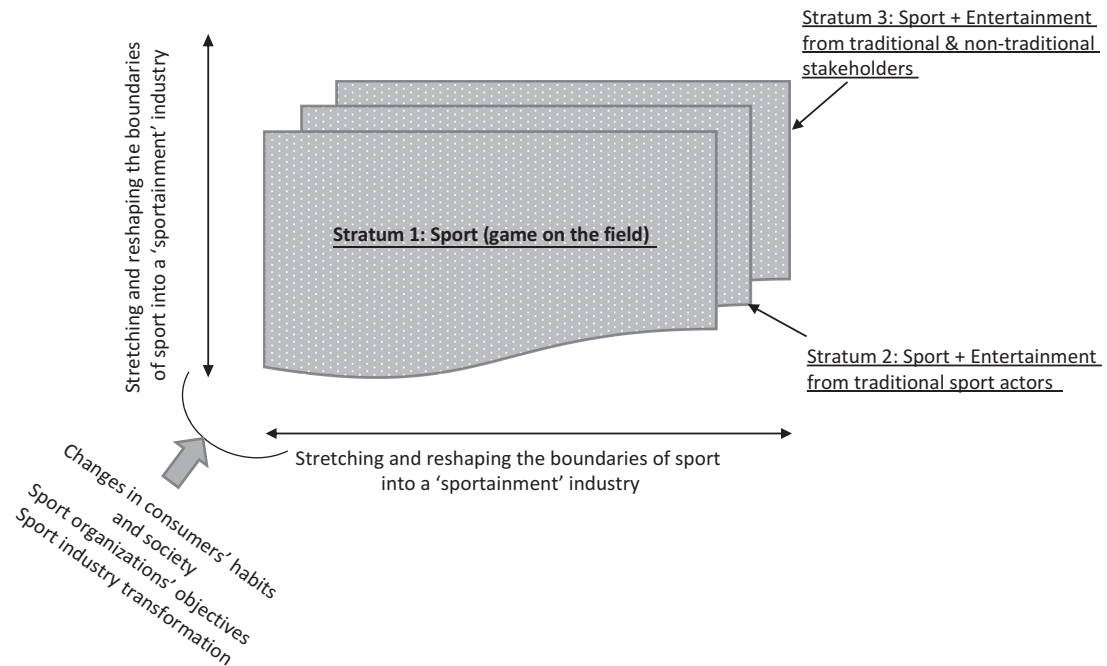 Stratum 3: Sport + Entertainment
from traditional & non-traditional
stakeholders
Stretching and reshaping the boundaries
of sport into a ‘sportainment’ industry
Stratum 1: Sport (game on the field)
Stratum 2: Sport + Entertainment
from traditional sport actors
Stretching and reshaping the boundaries of sport
into a ‘sportainment’ industry
Changes in consumers’ habits
and society
Sport organizations’ objectives
Sport industry transformation